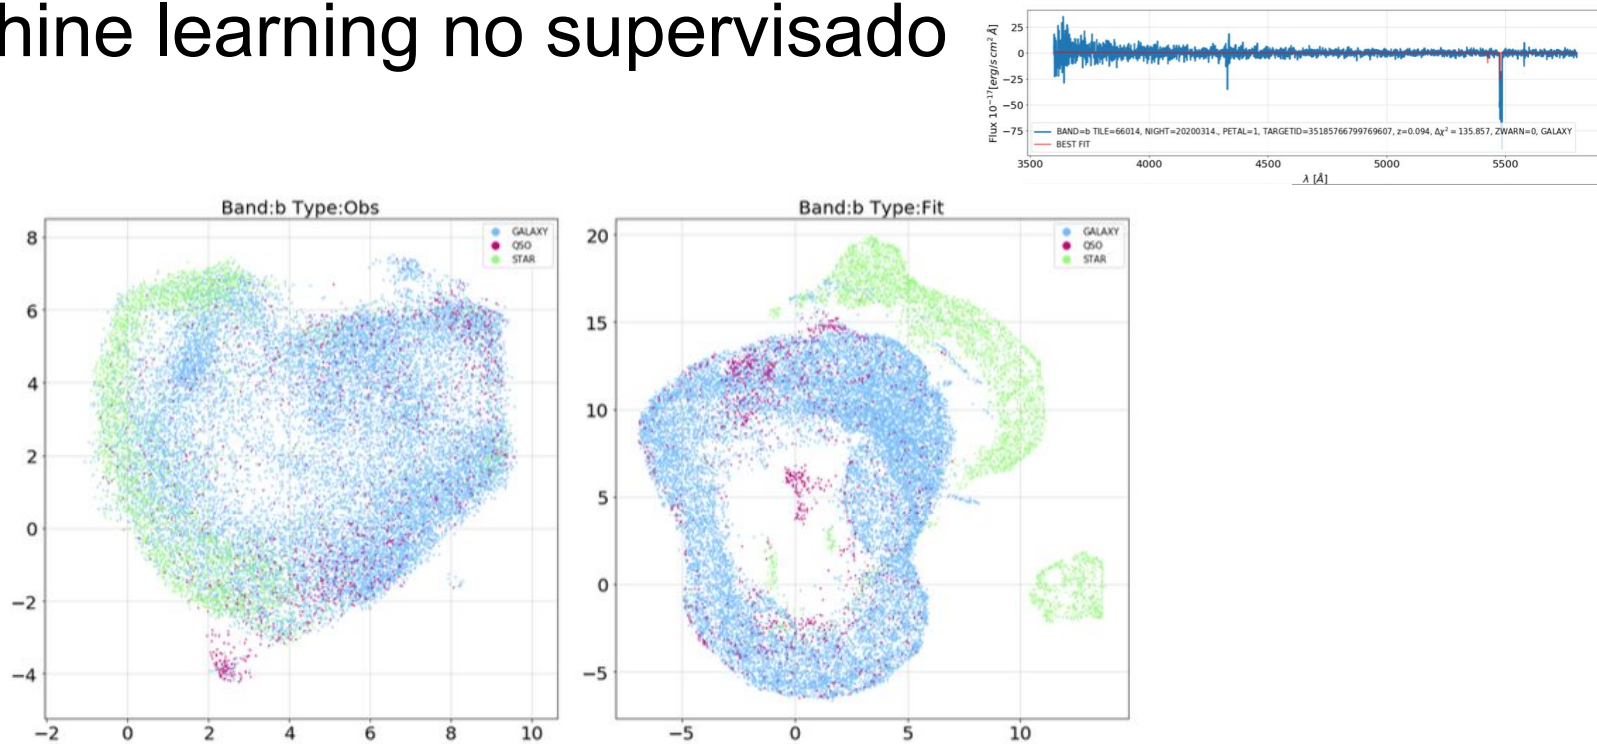 hine learning no supervisado
Flux 10⁻¹⁷[erg/s cm² Å]
25
0
−25
−50
−75
BAND=b TILE=66014, NIGHT=20200314., PETAL=1, TARGETID=35185766799769607, z=0.094, Δχ² = 135.857, ZWARN=0, GALAXY
BEST FIT
3500 4000 4500 5000 5500
λ [Å]
Band:b Type:Obs
GALAXY
QSO
STAR
8
6
4
2
0
−2
−4
−2 0 2 4 6 8 10
Band:b Type:Fit
GALAXY
QSO
STAR
20
15
10
5
0
−5
−5 0 5 10